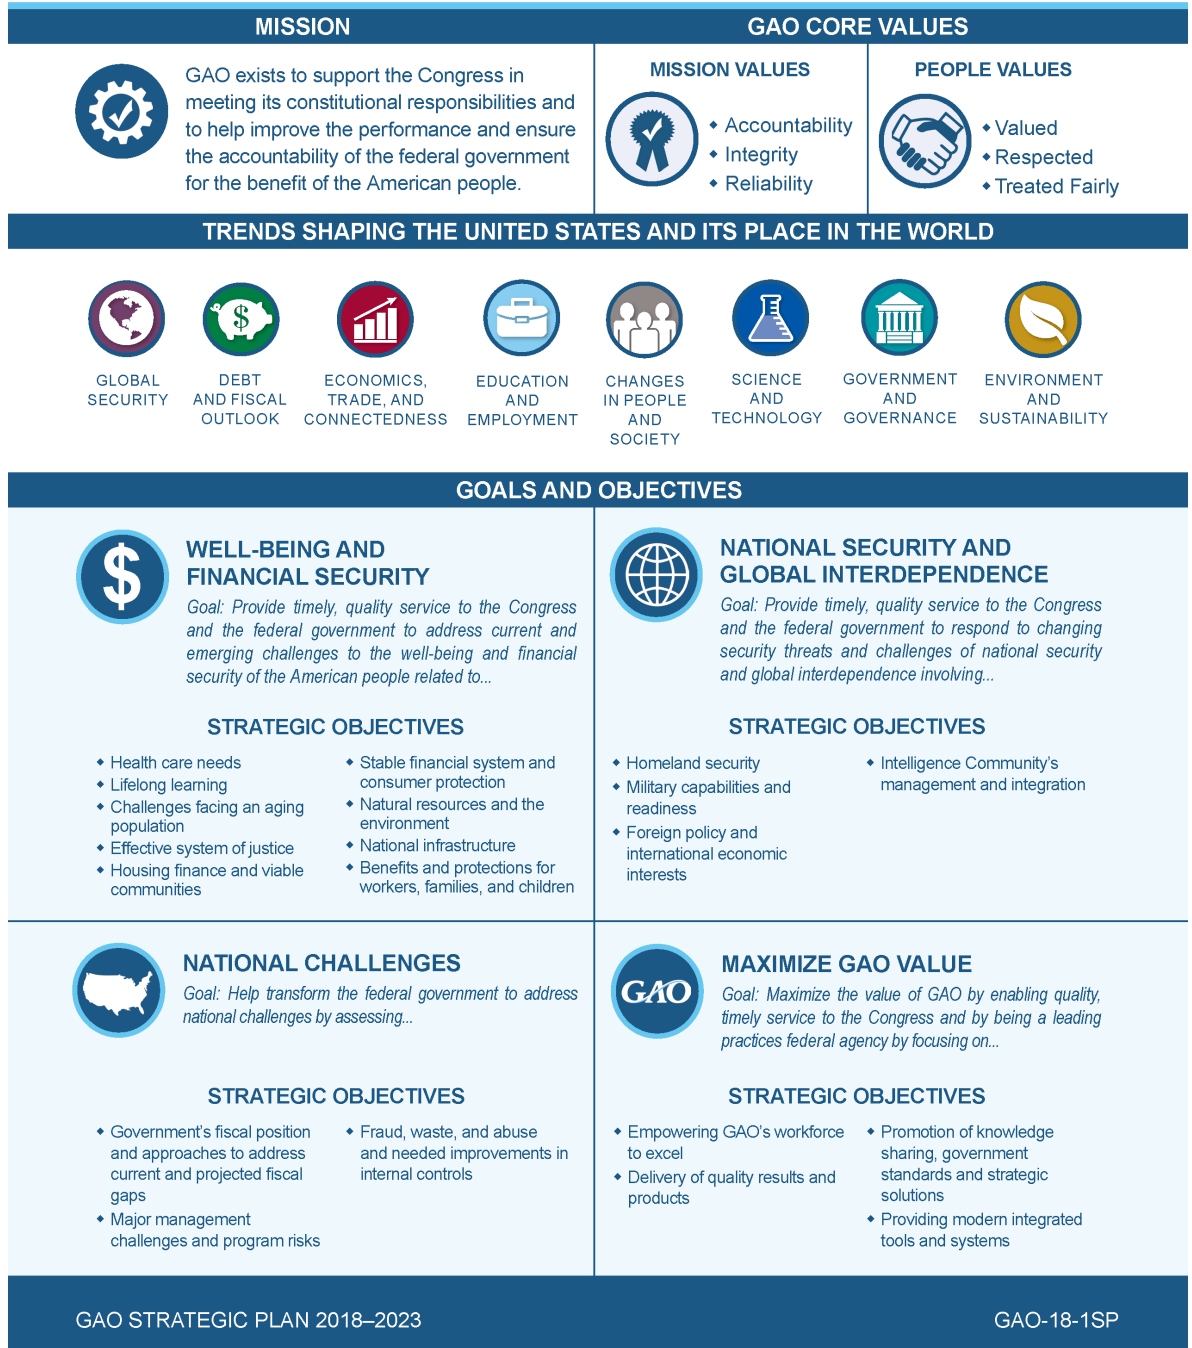 MISSION
GAO exists to support the Congress in
meeting its constitutional responsibilities and
to help improve the performance and ensure
the accountability of the federal government
for the benefit of the American people.
GAO CORE VALUES
MISSION VALUES
Accountability
Integrity
Reliability
PEOPLE VALUES
Valued
Respected
Treated Fairly
TRENDS SHAPING THE UNITED STATES AND ITS PLACE IN THE WORLD
$
GLOBAL
SECURITY
DEBT
AND FISCAL
OUTLOOK
ECONOMICS,
TRADE, AND
CONNECTEDNESS
EDUCATION
AND
EMPLOYMENT
CHANGES
IN PEOPLE
AND
SOCIETY
SCIENCE
AND
TECHNOLOGY
GOVERNMENT
AND
GOVERNANCE
ENVIRONMENT
AND
SUSTAINABILITY
GOALS AND OBJECTIVES
$
WELL-BEING AND
FINANCIAL SECURITY
Goal: Provide timely, quality service to the Congress
and the federal government to address current and
emerging challenges to the well-being and financial
security of the American people related to...
STRATEGIC OBJECTIVES
Health care needs
Lifelong learning
Challenges facing an aging
population
Effective system of justice
Housing finance and viable
communities
Stable financial system and
consumer protection
Natural resources and the
environment
National infrastructure
Benefits and protections for
workers, families, and children
NATIONAL SECURITY AND
GLOBAL INTERDEPENDENCE
Goal: Provide timely, quality service to the Congress
and the federal government to respond to changing
security threats and challenges of national security
and global interdependence involving...
STRATEGIC OBJECTIVES
Homeland security
Military capabilities and
readiness
Foreign policy and
international economic
interests
Intelligence Community's
management and integration
NATIONAL CHALLENGES
Goal: Help transform the federal government to address
national challenges by assessing...
STRATEGIC OBJECTIVES
Government's fiscal position
and approaches to address
current and projected fiscal
gaps
Major management
challenges and program risks
Fraud, waste, and abuse
and needed improvements in
internal controls
GAO
MAXIMIZE GAO VALUE
Goal: Maximize the value of GAO by enabling quality,
timely service to the Congress and by being a leading
practices federal agency by focusing on...
STRATEGIC OBJECTIVES
Empowering GAO's workforce
to excel
Delivery of quality results and
products
Promotion of knowledge
sharing, government
standards and strategic
solutions
Providing modern integrated
tools and systems
GAO STRATEGIC PLAN 2018–2023
GAO-18-1SP